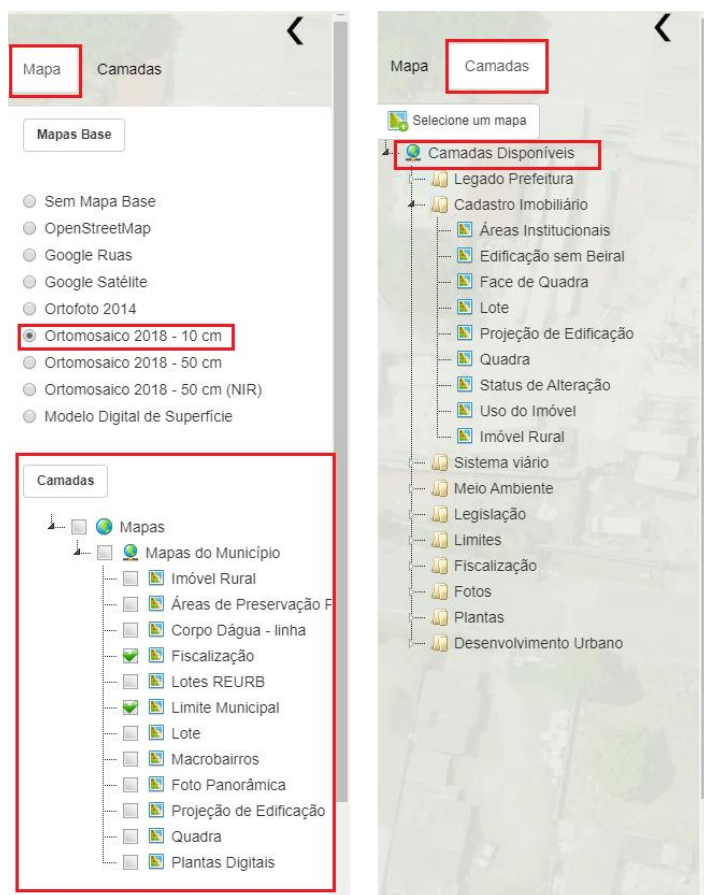 Mapa
Camadas
Mapas Base
Sem Mapa Base
OpenStreetMap
Google Ruas
Google Satélite
Ortofoto 2014
Ortomosaico 2018 - 10 cm
Ortomosaico 2018 - 50 cm
Ortomosaico 2018 - 50 cm (NIR)
Modelo Digital de Superfície
Camadas
Mapas
Mapas do Município
Imóvel Rural
Áreas de Preservação P
Corpo Dágua - linha
Fiscalização
Lotes REURB
Limite Municipal
Lote
Macrobairros
Foto Panorâmica
Projeção de Edificação
Quadra
Plantas Digitais
Mapa
Camadas
Selecione um mapa
Camadas Disponíveis
Legado Prefeitura
Cadastro Imobiliário
Áreas Institucionais
Edificação sem Beiral
Face de Quadra
Lote
Projeção de Edificação
Quadra
Status de Alteração
Uso do Imóvel
Imóvel Rural
Sistema viário
Meio Ambiente
Legislação
Limites
Fiscalização
Fotos
Plantas
Desenvolvimento Urbano